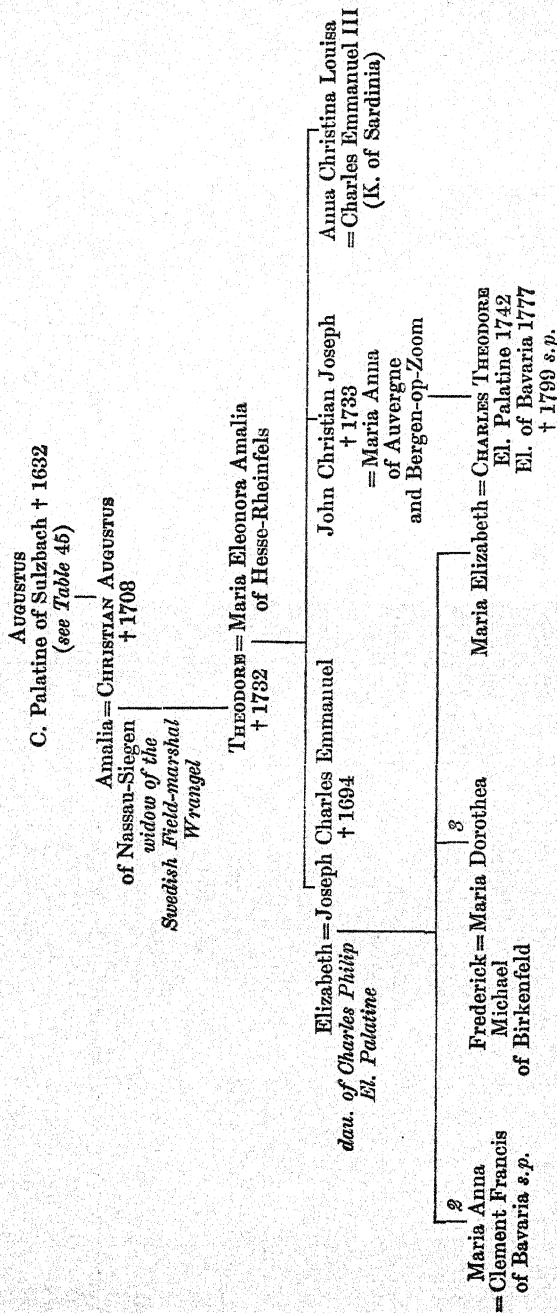 AUGUSTUS
C. Palatine of Sulzbach † 1632
(see Table 45)
Amalia = CHRISTIAN AUGUSTUS
of Nassau-Siegen † 1708
widow of the
Swedish Field-marshal
Wrangel
THEODORE = Maria Eleonora Amalia
† 1732 of Hesse-Rheinfels
Elizabeth = Joseph Charles Emmanuel
dau. of Charles Philip † 1694
El. Palatine
John Christian Joseph
† 1733
= Maria Anna
of Auvergne
and Bergen-op-Zoom
Anna Christina Louisa
= Charles Emmanuel III
(K. of Sardinia)
2
Maria Anna
= Clement Francis
of Bavaria s.p.
3
Frederick = Maria Dorothea
Michael
of Birkenfeld
Maria Elizabeth = CHARLES THEODORE
El. Palatine 1742
El. of Bavaria 1777
† 1799 s.p.